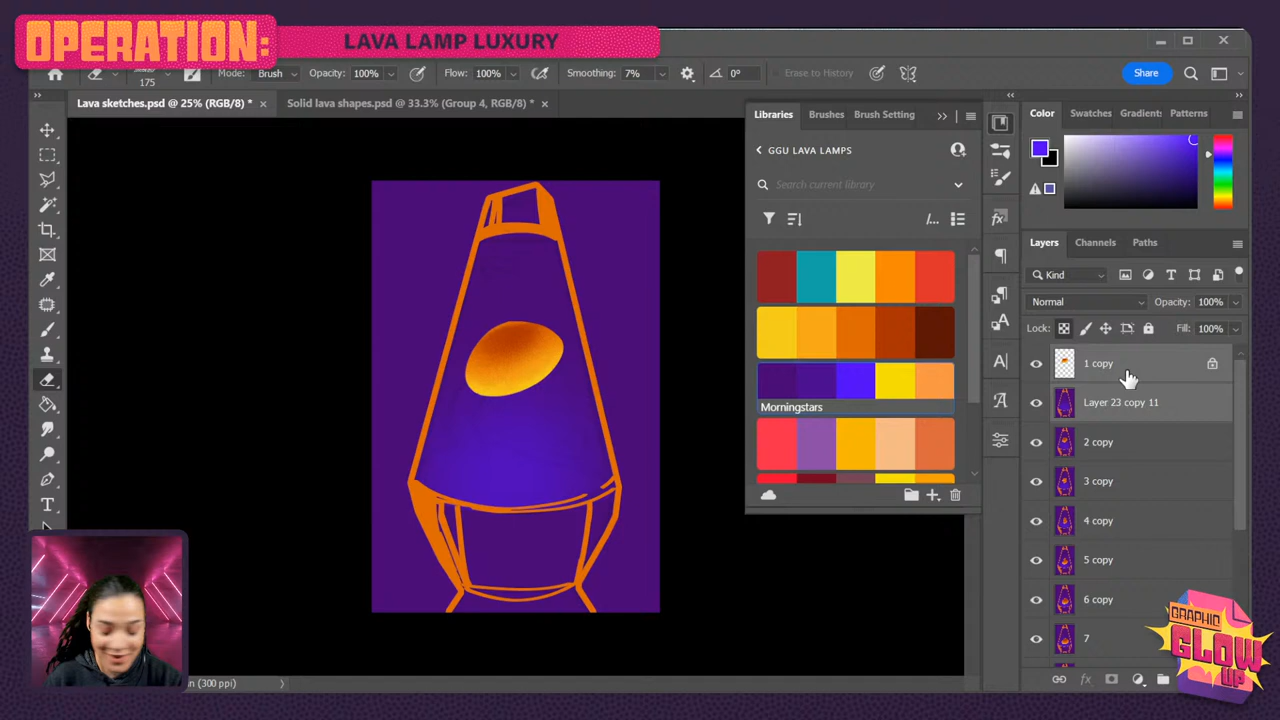 OPERATION:
LAVA LAMP LUXURY
175
Mode: Brush
Opacity: 100%
Flow: 100%
Smoothing: 7%
0°
Erase to History
Share
Lava sketches.psd @ 25% (RGB/8) *
Solid lava shapes.psd @ 33.3% (Group 4, RGB/8) *
Libraries
Brushes
Brush Setting
GGU LAVA LAMPS
Search current library
Morningstars
Color
Swatches
Gradient:
Patterns
Layers
Channels
Paths
Kind
Normal
Opacity: 100%
Lock:
Fill: 100%
1 copy
Layer 23 copy 11
2 copy
3 copy
4 copy
5 copy
6 copy
7
(300 ppi)
GRAPHIC
GLOW
UP